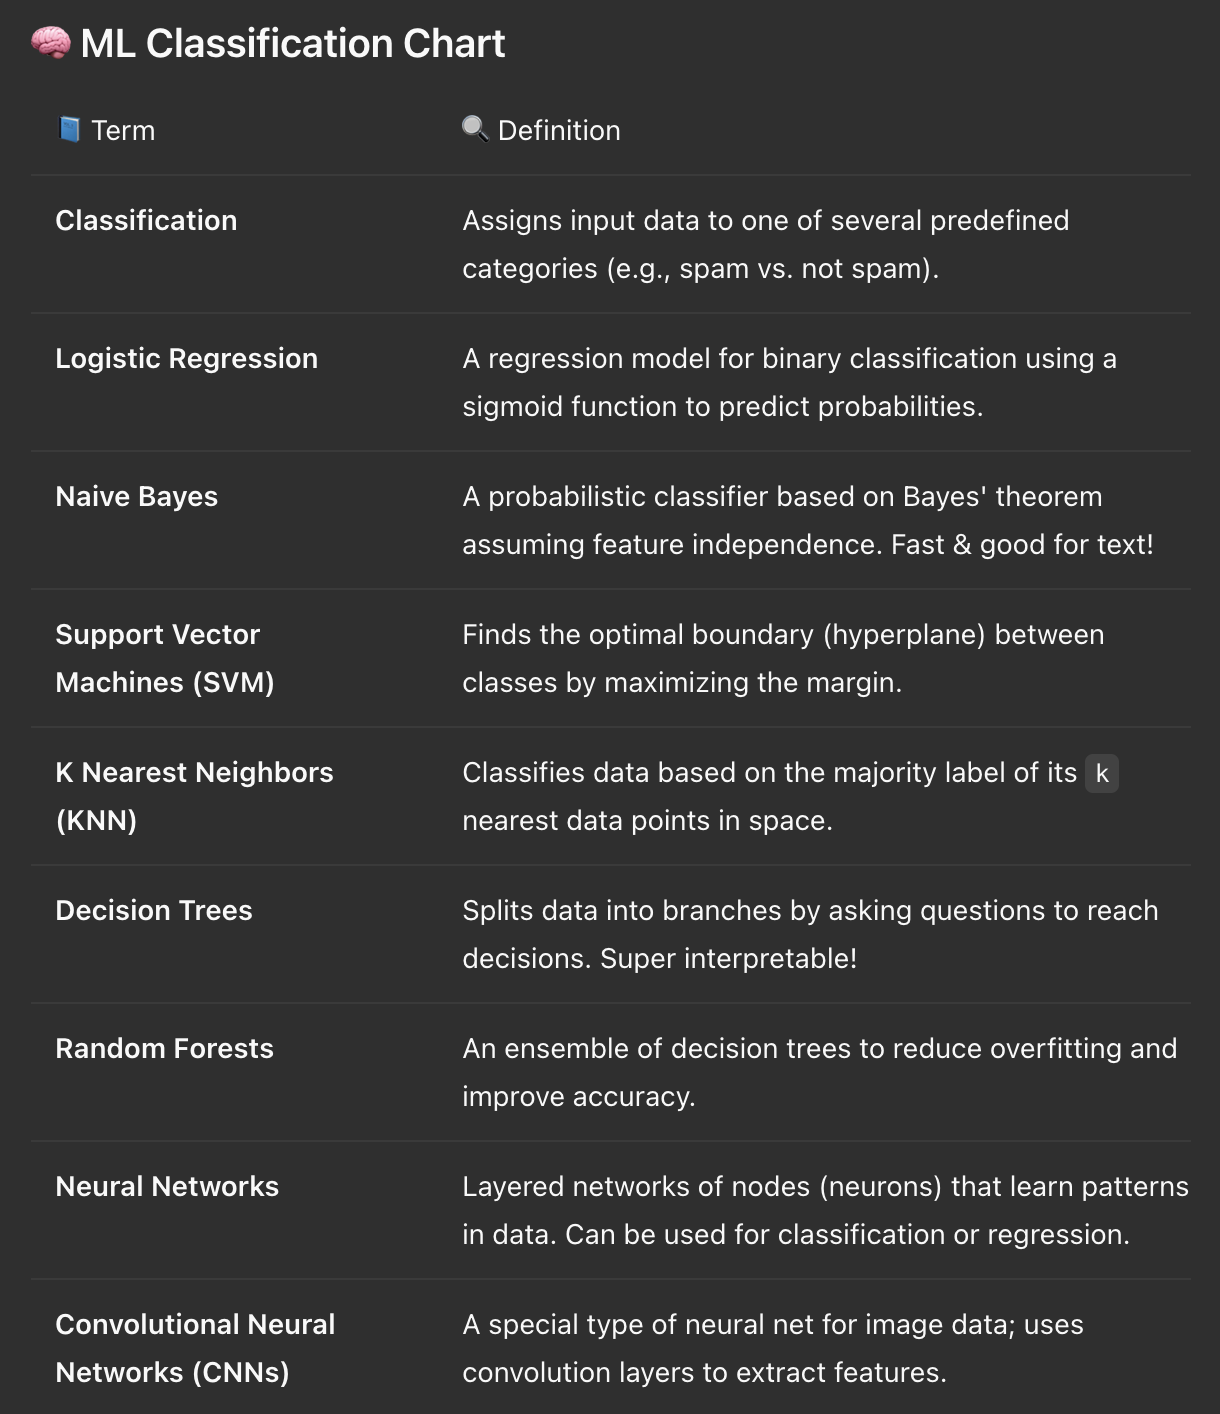 🧠 ML Classification Chart
📘 Term
🔍 Definition
Classification
Assigns input data to one of several predefined
categories (e.g., spam vs. not spam).
Logistic Regression
A regression model for binary classification using a
sigmoid function to predict probabilities.
Naive Bayes
A probabilistic classifier based on Bayes' theorem
assuming feature independence. Fast & good for text!
Support Vector
Machines (SVM)
Finds the optimal boundary (hyperplane) between
classes by maximizing the margin.
K Nearest Neighbors
(KNN)
Classifies data based on the majority label of its k
nearest data points in space.
Decision Trees
Splits data into branches by asking questions to reach
decisions. Super interpretable!
Random Forests
An ensemble of decision trees to reduce overfitting and
improve accuracy.
Neural Networks
Layered networks of nodes (neurons) that learn patterns
in data. Can be used for classification or regression.
Convolutional Neural
Networks (CNNs)
A special type of neural net for image data; uses
convolution layers to extract features.